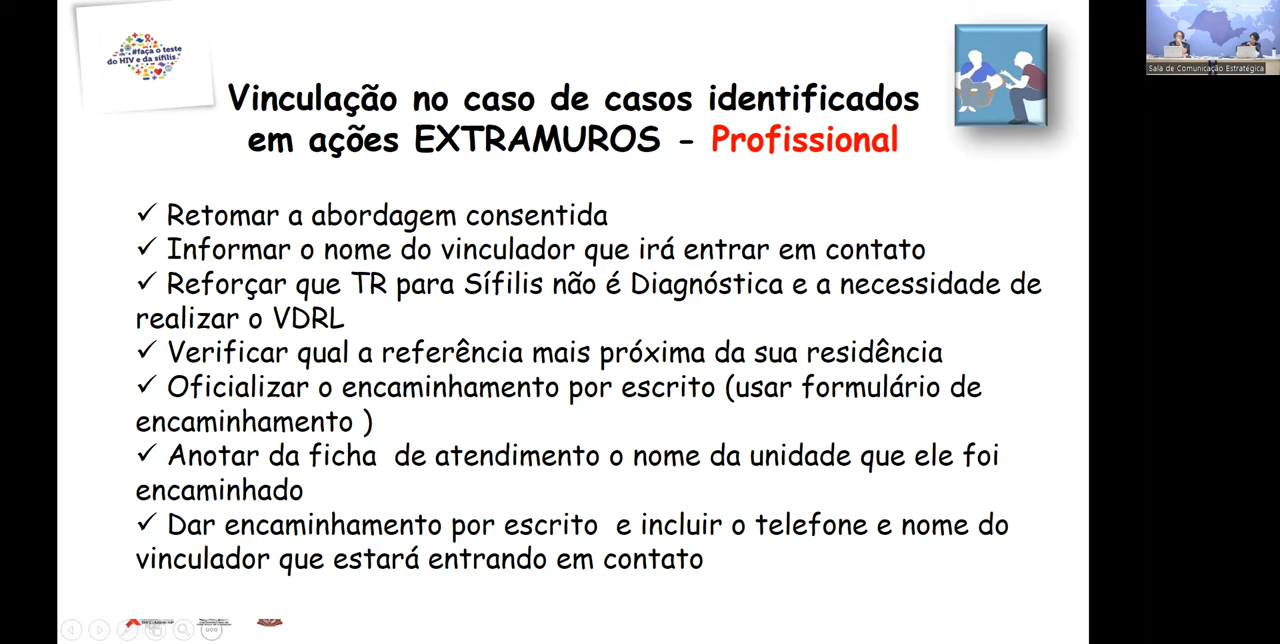 #faça o teste
do HIV e da sífilis
Vinculação no caso de casos identificados
em ações EXTRAMUROS - Profissional
✓ Retomar a abordagem consentida
✓ Informar o nome do vinculador que irá entrar em contato
✓ Reforçar que TR para Sífilis não é Diagnóstica e a necessidade de
realizar o VDRL
✓ Verificar qual a referência mais próxima da sua residência
✓ Oficializar o encaminhamento por escrito (usar formulário de
encaminhamento )
✓ Anotar da ficha de atendimento o nome da unidade que ele foi
encaminhado
✓ Dar encaminhamento por escrito e incluir o telefone e nome do
vinculador que estará entrando em contato
Sala de Comunicação Estratégica